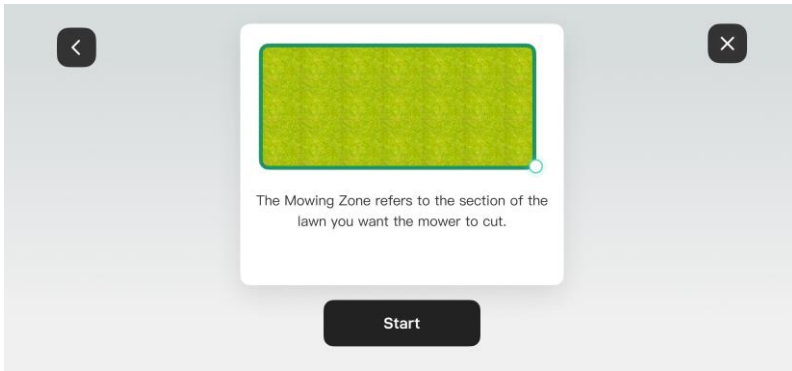 The Mowing Zone refers to the section of the
lawn you want the mower to cut.
Start